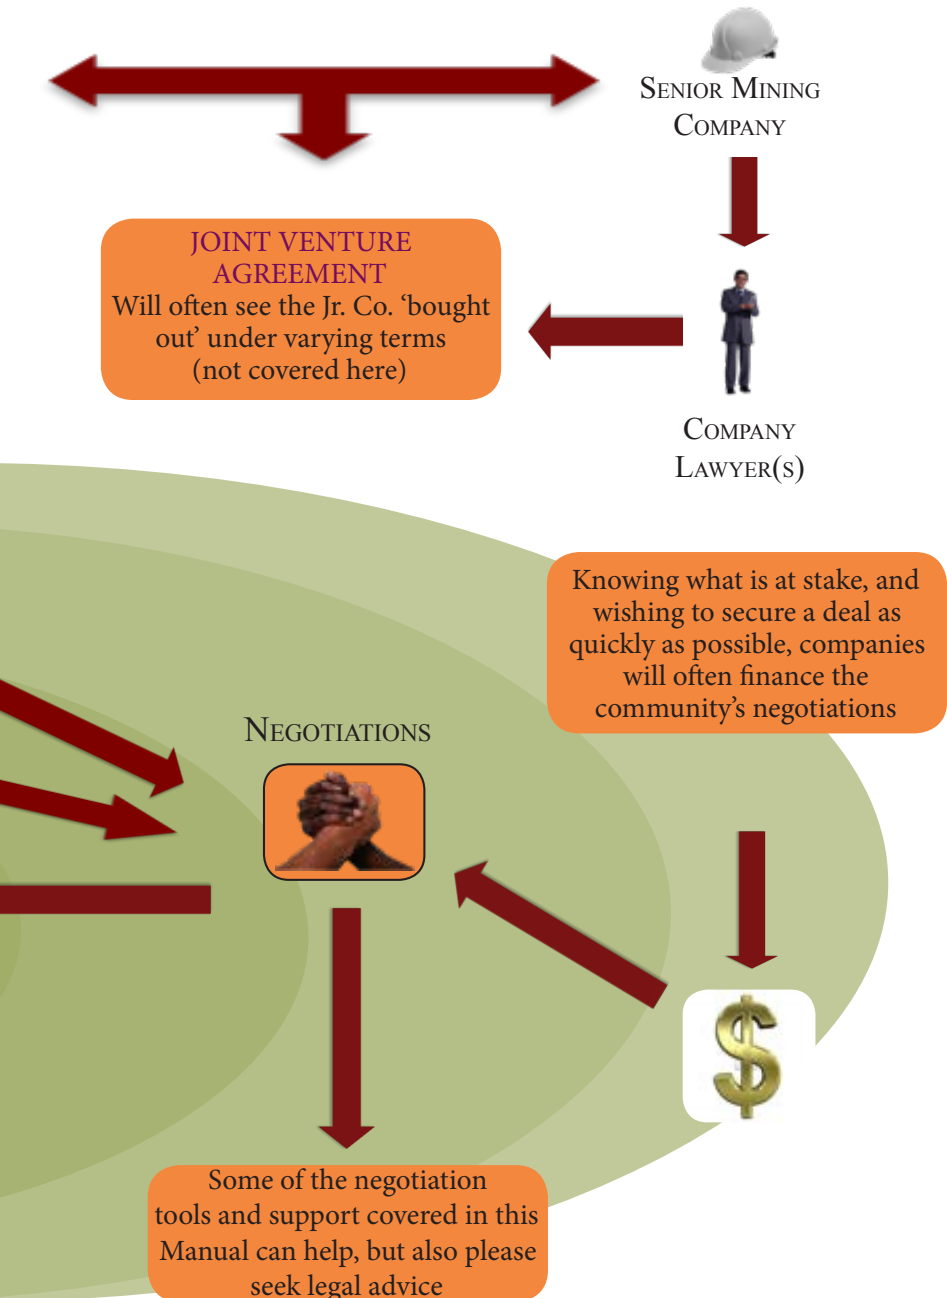 Senior Mining
Company
JOINT VENTURE
AGREEMENT
Will often see the Jr. Co. ‘bought
out’ under varying terms
(not covered here)
Company
Lawyer(s)
Knowing what is at stake, and
wishing to secure a deal as
quickly as possible, companies
will often finance the
community’s negotiations
Negotiations
$
Some of the negotiation
tools and support covered in this
Manual can help, but also please
seek legal advice